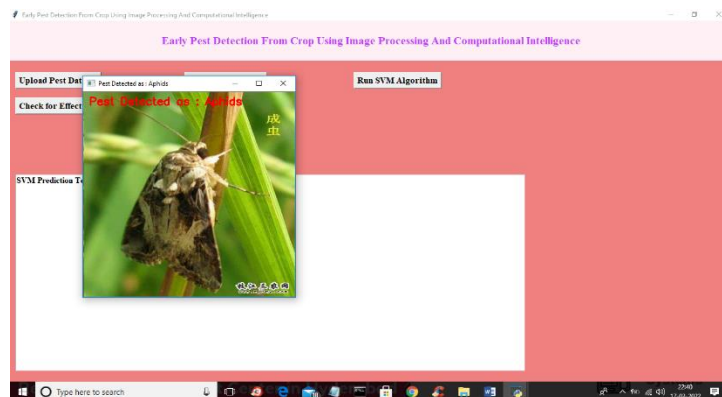 Early Pest Detection From Crop Using Image Processing And Computational Intelligence
Early Pest Detection From Crop Using Image Processing And Computational Intelligence
Upload Pest Dat
Run SVM Algorithm
Check for Effect
Pest Detected as : Aphids
Pest Detected as : Aphids
成
虫
SVM Prediction
Type here to search
22:40